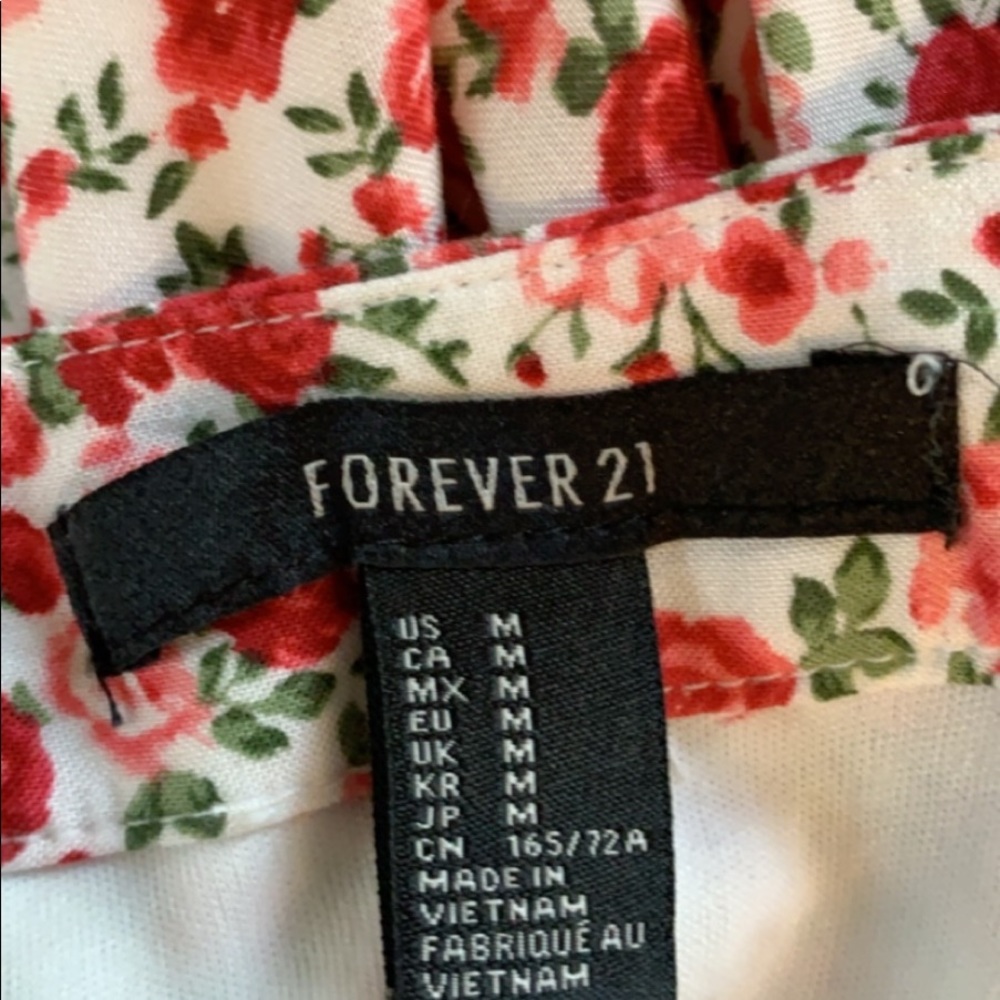 FOREVER 21
US M
CA M
MX M
EU M
UK M
KR M
JP M
CN 165/72A
MADE IN
VIETNAM
FABRIQUÉ AU
VIETNAM